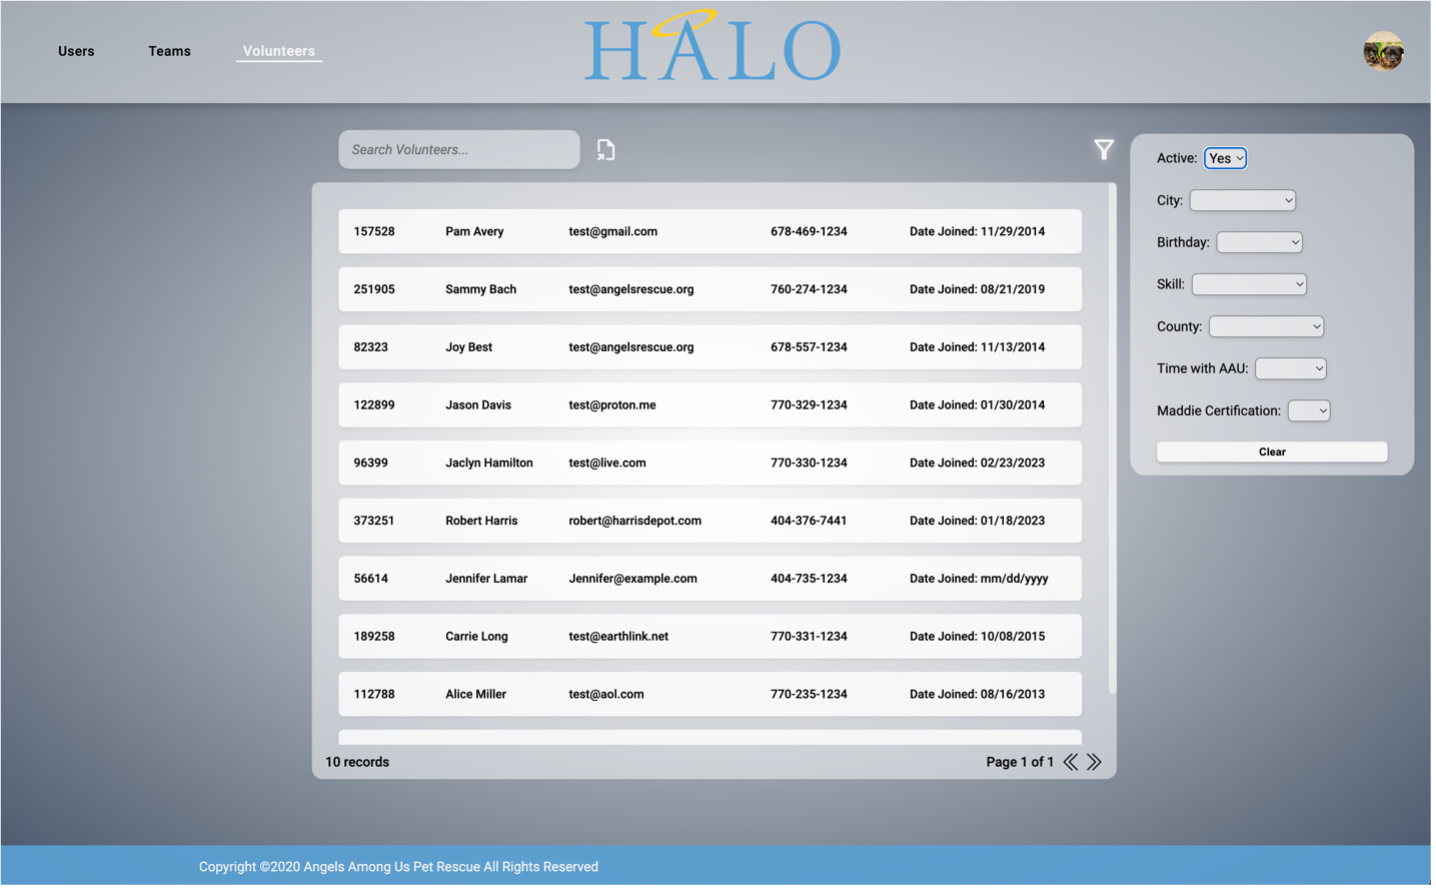 Users Teams Volunteers HALO
Search Volunteers...
Active: Yes
City:
Birthday:
Skill:
County:
Time with AAU:
Maddie Certification:
Clear
157528 Pam Avery test@gmail.com 678-469-1234 Date Joined: 11/29/2014
251905 Sammy Bach test@angelsrescue.org 760-274-1234 Date Joined: 08/21/2019
82323 Joy Best test@angelsrescue.org 678-557-1234 Date Joined: 11/13/2014
122899 Jason Davis test@proton.me 770-329-1234 Date Joined: 01/30/2014
96399 Jaclyn Hamilton test@live.com 770-330-1234 Date Joined: 02/23/2023
373251 Robert Harris robert@harrisdepot.com 404-376-7441 Date Joined: 01/18/2023
56614 Jennifer Lamar Jennifer@example.com 404-735-1234 Date Joined: mm/dd/yyyy
189258 Carrie Long test@earthlink.net 770-331-1234 Date Joined: 10/08/2015
112788 Alice Miller test@aol.com 770-235-1234 Date Joined: 08/16/2013
10 records Page 1 of 1
Copyright ©2020 Angels Among Us Pet Rescue All Rights Reserved